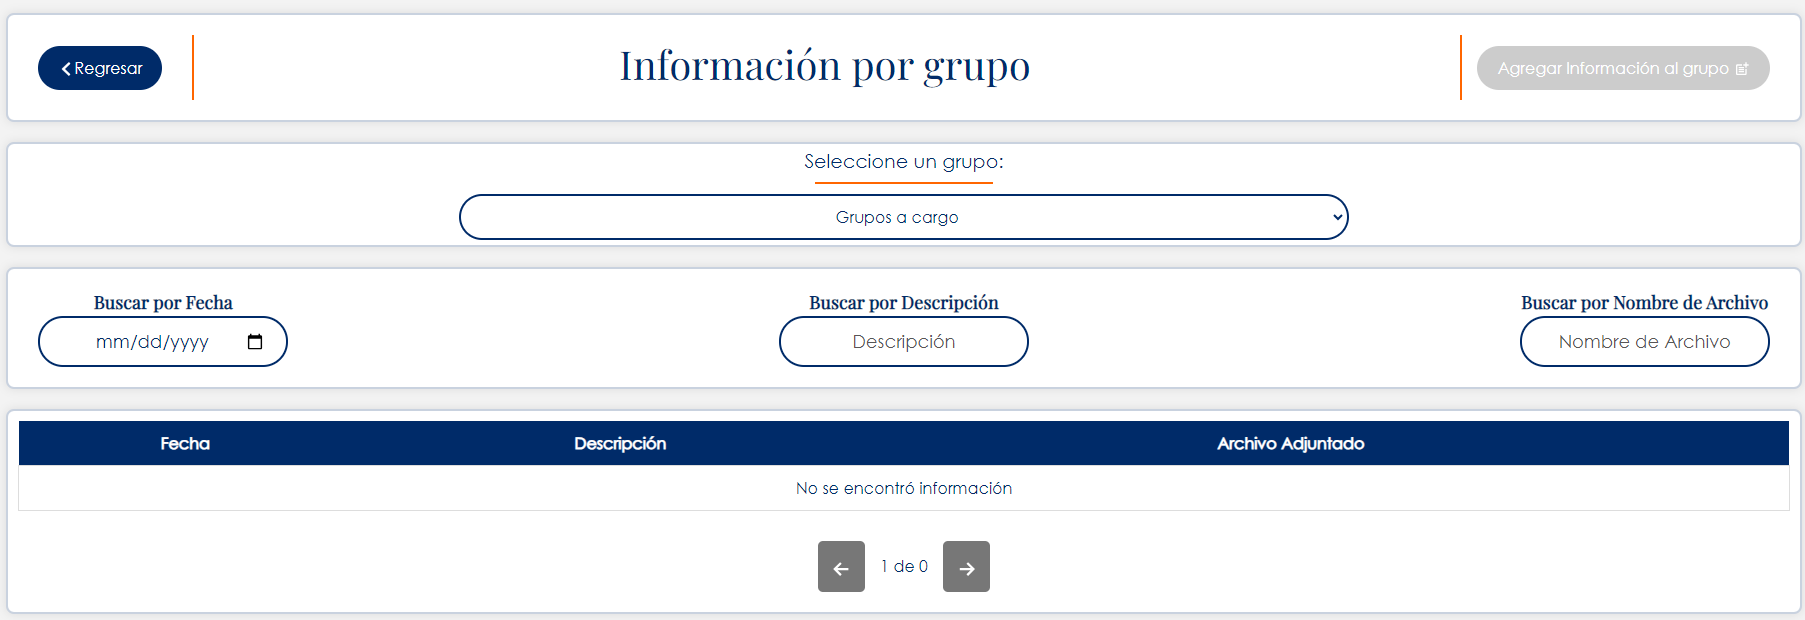 Regresar
Información por grupo
Agregar Información al grupo
Seleccione un grupo:
Grupos a cargo
Buscar por Fecha
Buscar por Descripción
Buscar por Nombre de Archivo
mm/dd/yyyy
Descripción
Nombre de Archivo
Fecha
Descripción
Archivo Adjuntado
No se encontró información
1 de 0